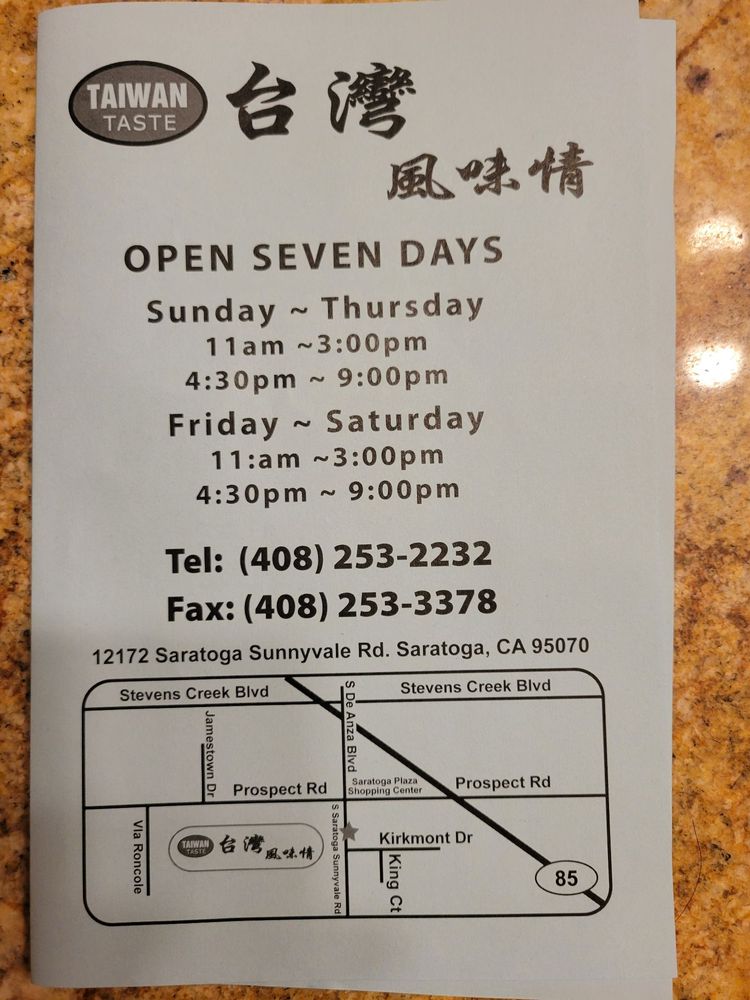 TAIWAN
TASTE
台灣
風味情
OPEN SEVEN DAYS
Sunday ~ Thursday
11am ~3:00pm
4:30pm ~ 9:00pm
Friday ~ Saturday
11:am ~3:00pm
4:30pm ~ 9:00pm
Tel: (408) 253-2232
Fax: (408) 253-3378
12172 Saratoga Sunnyvale Rd. Saratoga, CA 95070
Stevens Creek Blvd
S De Anza Blvd
Stevens Creek Blvd
Jamestown Dr
Prospect Rd
Saratoga Plaza
Shopping Center
Prospect Rd
Via Roncole
TAIWAN
TASTE
台灣
風味情
S Saratoga Sunnyvale Rd
Kirkmont Dr
King Ct
85